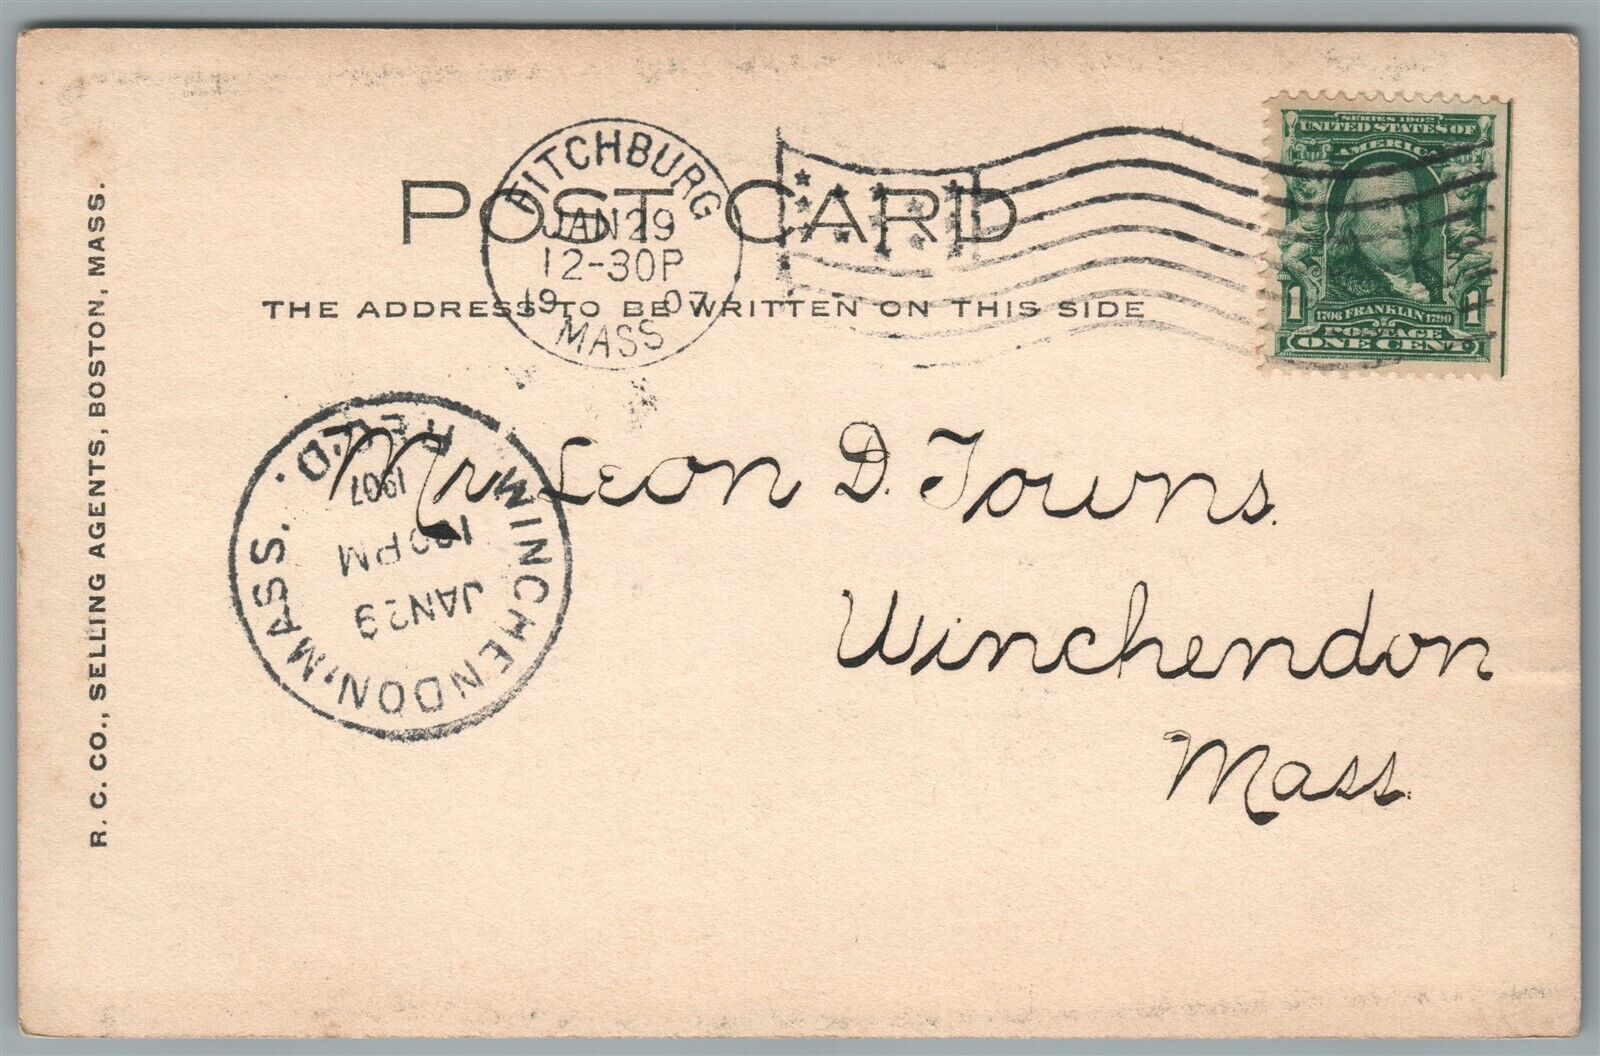 POST CARD
THE ADDRESS TO BE WRITTEN ON THIS SIDE
FITCHBURG
JAN 29
12-30P
19 07
MASS
SERIES 1902
UNITED STATES OF
AMERICA
1706 FRANKLIN 1790
POSTAGE
1 1
ONE CENT
WINCHENDON, MASS.
JAN 29
PM
1907
REC'D.
Mr Leon D. Towns.
Winchendon
Mass.
R. C. CO., SELLING AGENTS, BOSTON, MASS.